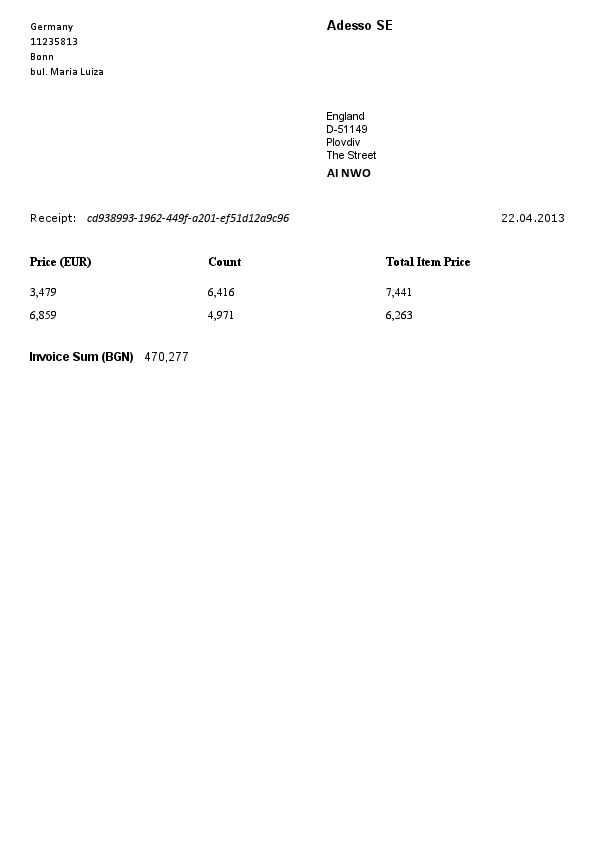 Germany
11235813
Bonn
bul. Maria Luiza
Adesso SE
England
D-51149
Plovdiv
The Street
AI NWO
Receipt: cd938993-1962-449f-a201-ef51d12a9c96 22.04.2013
Price (EUR) Count Total Item Price
3,479 6,416 7,441
6,859 4,971 6,263
Invoice Sum (BGN) 470,277